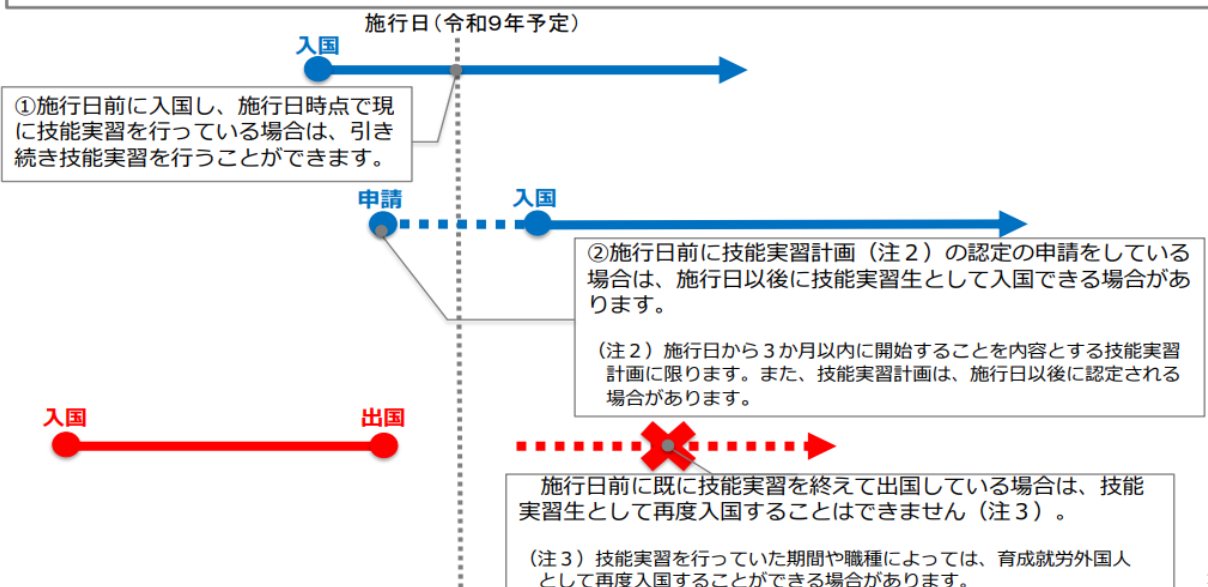 施行日（令和9年予定）
入国
①施行日前に入国し、施行日時点で現
に技能実習を行っている場合は、引き
続き技能実習を行うことができます。
申請
入国
②施行日前に技能実習計画（注２）の認定の申請をしている
場合は、施行日以後に技能実習生として入国できる場合があ
ります。
（注２）施行日から３か月以内に開始することを内容とする技能実習
計画に限ります。また、技能実習計画は、施行日以後に認定される
場合があります。
入国
出国
施行日前に既に技能実習を終えて出国している場合は、技能
実習生として再度入国することはできません（注３）。
（注３）技能実習を行っていた期間や職種によっては、育成就労外国人
として再度入国することができる場合があります。